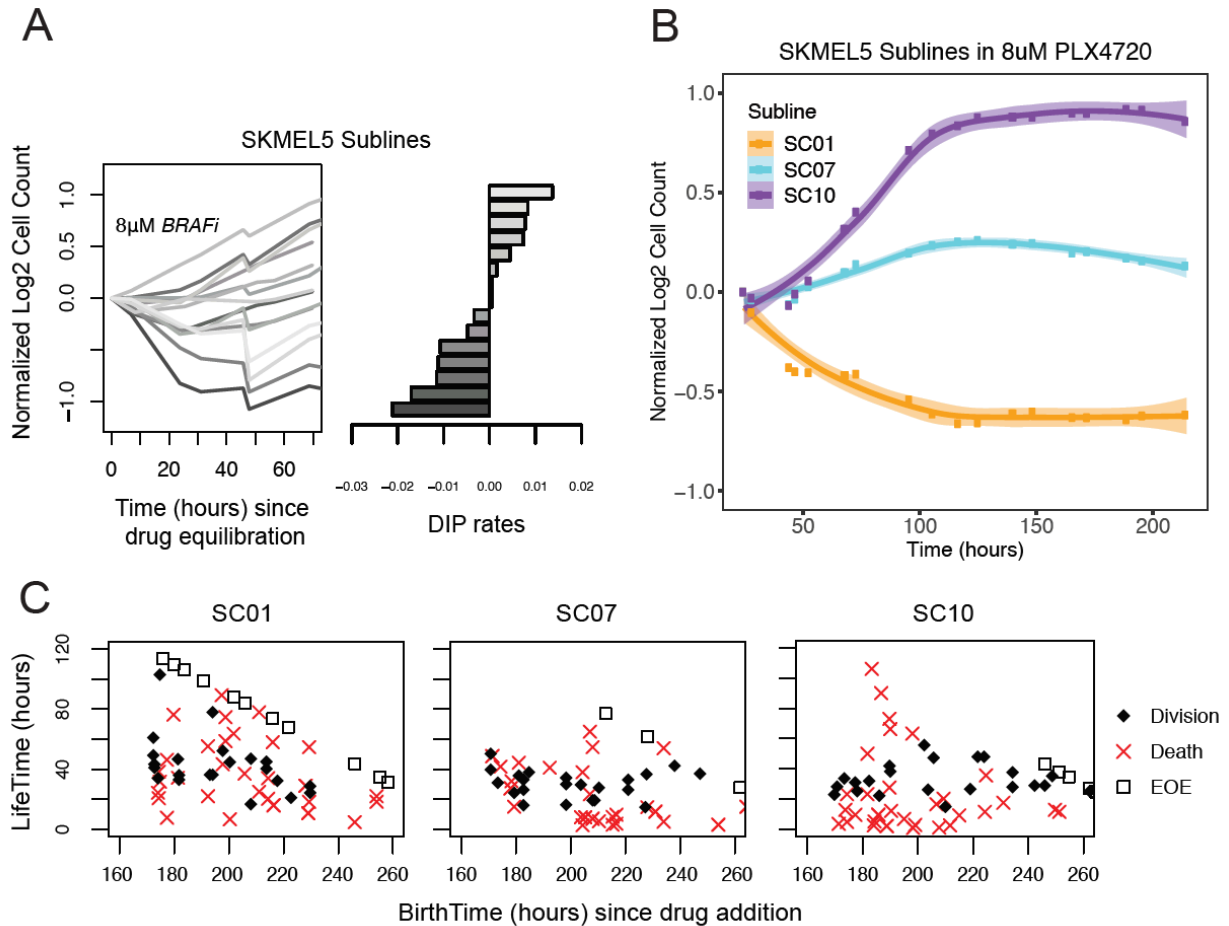 A
SKMEL5 Sublines
8μM BRAFi
Normalized Log2 Cell Count
1.0
0.5
0.0
−1.0
0 20 40 60
Time (hours) since
drug equilibration
−0.03 −0.02 −0.01 0.00 0.01 0.02
DIP rates
B
SKMEL5 Sublines in 8uM PLX4720
Normalized Log2 Cell Count
1.0
0.5
0.0
−0.5
−1.0
Subline
SC01
SC07
SC10
50 100 150 200
Time (hours)
C
SC01 SC07 SC10
LifeTime (hours)
120
80
40
0
160 180 200 220 240 260
160 180 200 220 240 260
160 180 200 220 240 260
BirthTime (hours) since drug addition
Division
Death
EOE